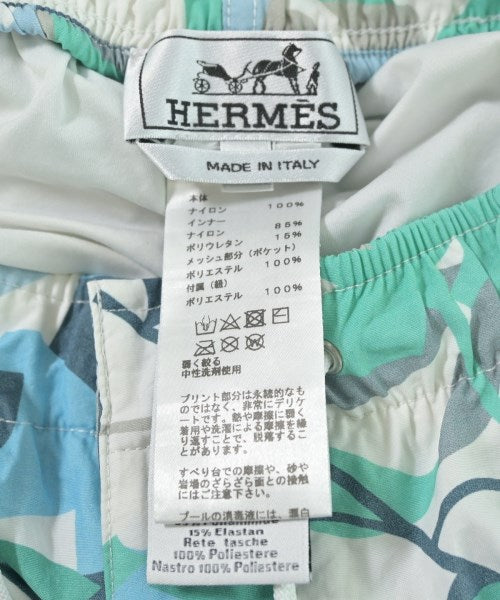 HERMÈS
MADE IN ITALY
本体
ナイロン 100%
インナー
ナイロン 85%
ポリウレタン 15%
メッシュ部分（ポケット）
ポリエステル 100%
付属（紐）
ポリエステル 100%
弱く絞る
中性洗剤使用
プリント部分は永続的なも
のではなく、非常にデリケ
ートです。熱や摩擦に弱く
着用や洗濯による摩擦を繰
り返すことで、脱落するこ
とがあります。
すべり台での摩擦や、砂や
岩場のざらざら面との接触
にはご注意下さい。
プールの消毒液には、漂白
15% Elastan
Rete tasche
100% Poliestere
Nastro 100% Poliestere